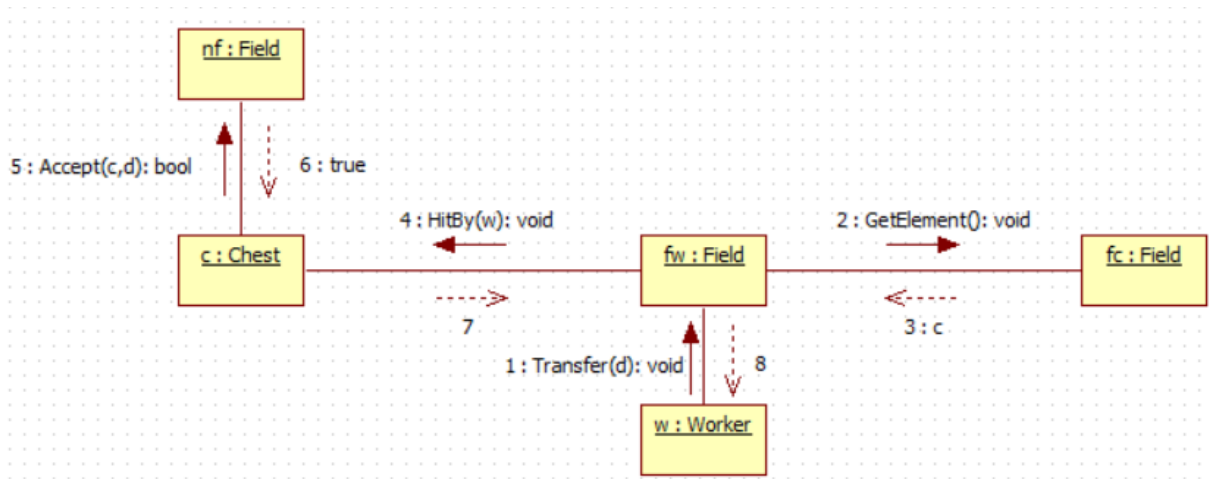 nf : Field
5 : Accept(c,d): bool
6 : true
4 : HitBy(w): void
2 : GetElement(): void
c : Chest
fw : Field
fc : Field
7
3 : c
1 : Transfer(d): void
8
w : Worker